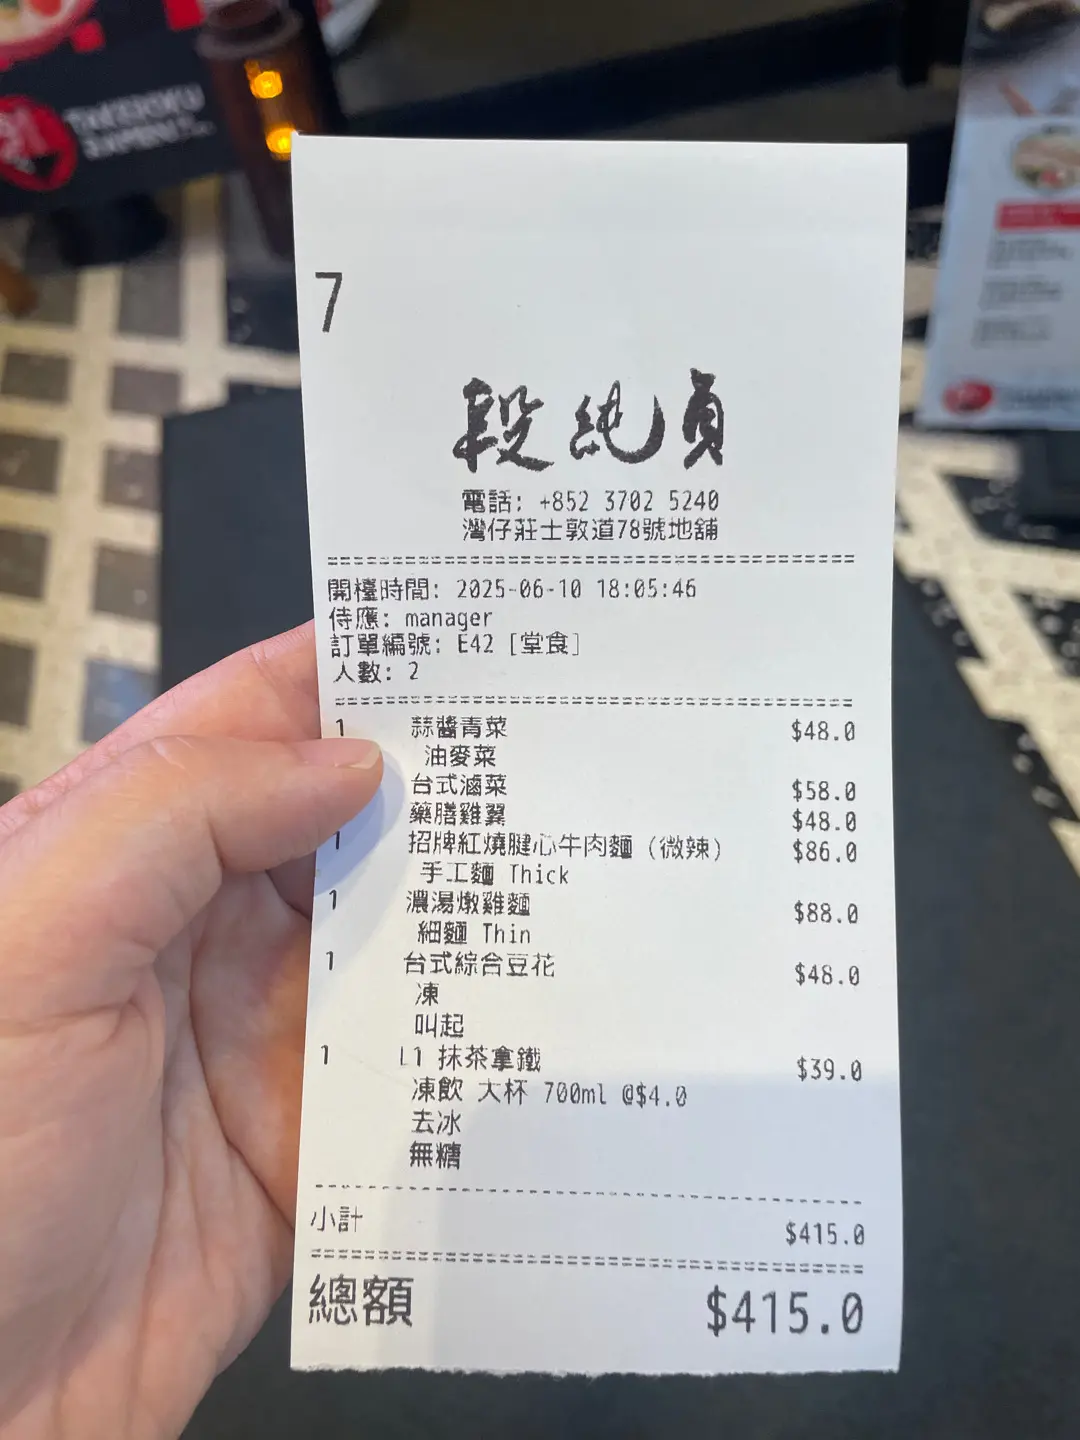 TAKEROKU
RAMEN
7
段純貞
電話: +852 3702 5240
灣仔莊士敦道78號地舖
開檯時間: 2025-06-10 18:05:46
侍應: manager
訂單編號: E42 [堂食]
人數: 2
1 蒜醬青菜 $48.0
油麥菜
台式滷菜 $58.0
藥膳雞翼 $48.0
1 招牌紅燒腱心牛肉麵 (微辣) $86.0
手工麵 Thick
1 濃湯燉雞麵 $88.0
細麵 Thin
1 台式綜合豆花 $48.0
凍
叫起
1 L1 抹茶拿鐵 $39.0
凍飲 大杯 700ml @$4.0
去冰
無糖
小計 $415.0
總額 $415.0